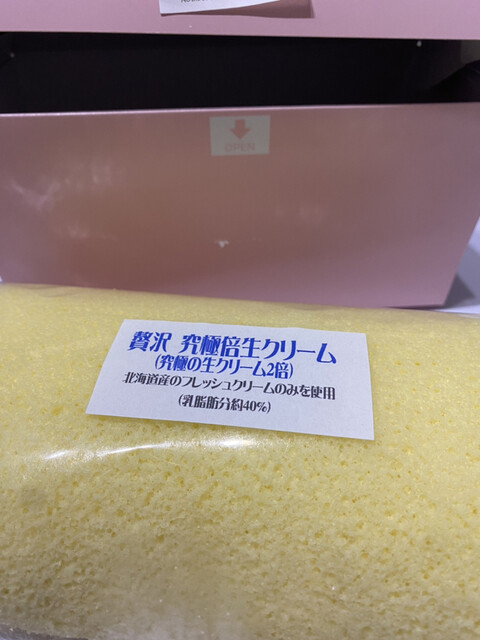 OPEN
贅沢 究極倍生クリーム
(究極の生クリーム2倍)
北海道産のフレッシュクリームのみを使用
(乳脂肪分約40%)